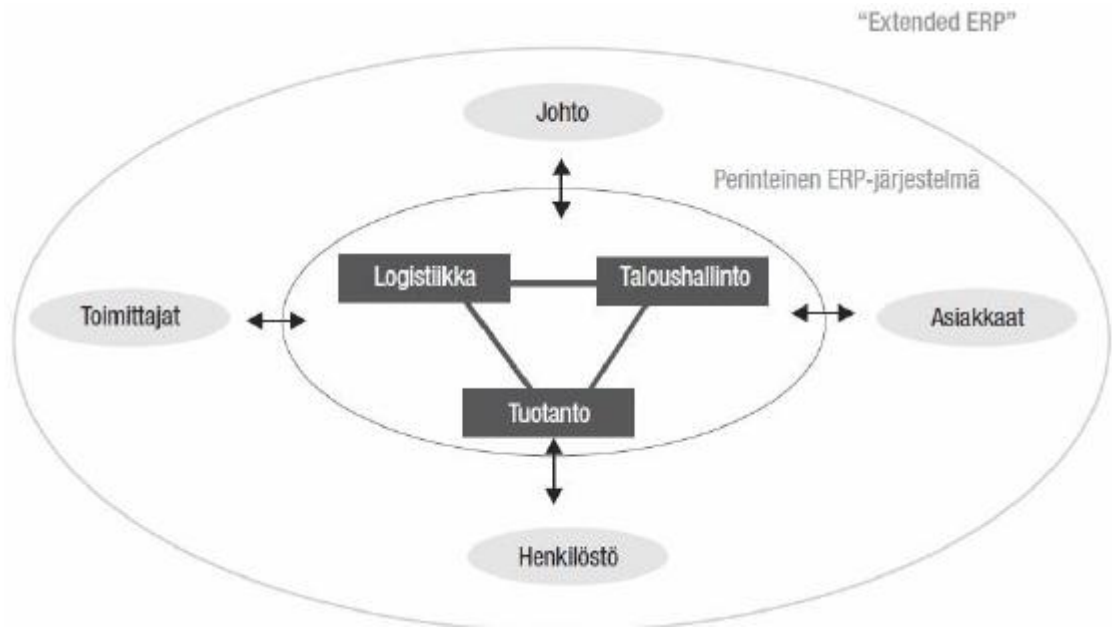 “Extended ERP”
Johto
Perinteinen ERP-järjestelmä
Logistiikka
Taloushallinto
Toimittajat
Asiakkaat
Tuotanto
Henkilöstö